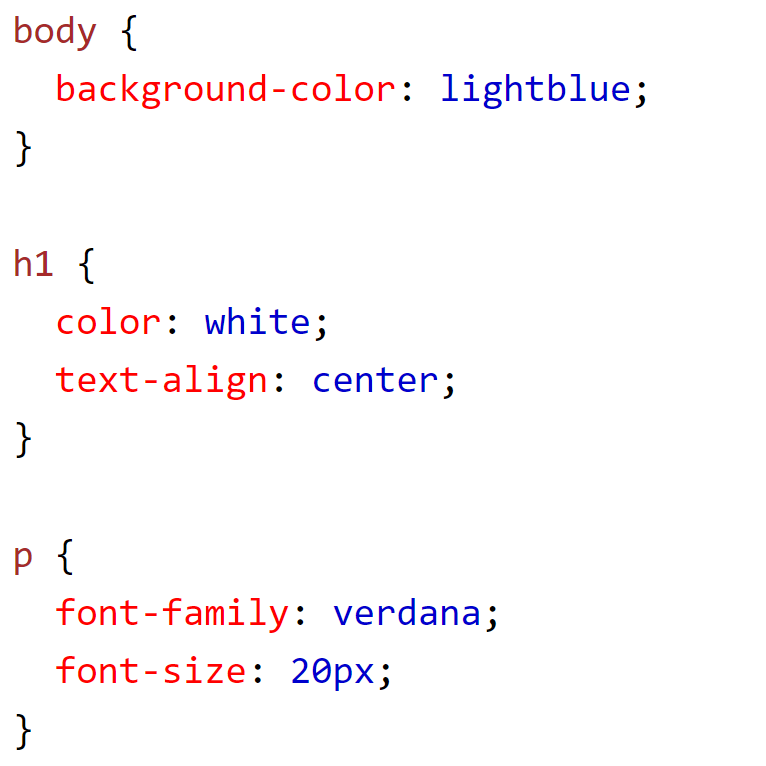 body {
  background-color: lightblue;
}

h1 {
  color: white;
  text-align: center;
}

p {
  font-family: verdana;
  font-size: 20px;
}